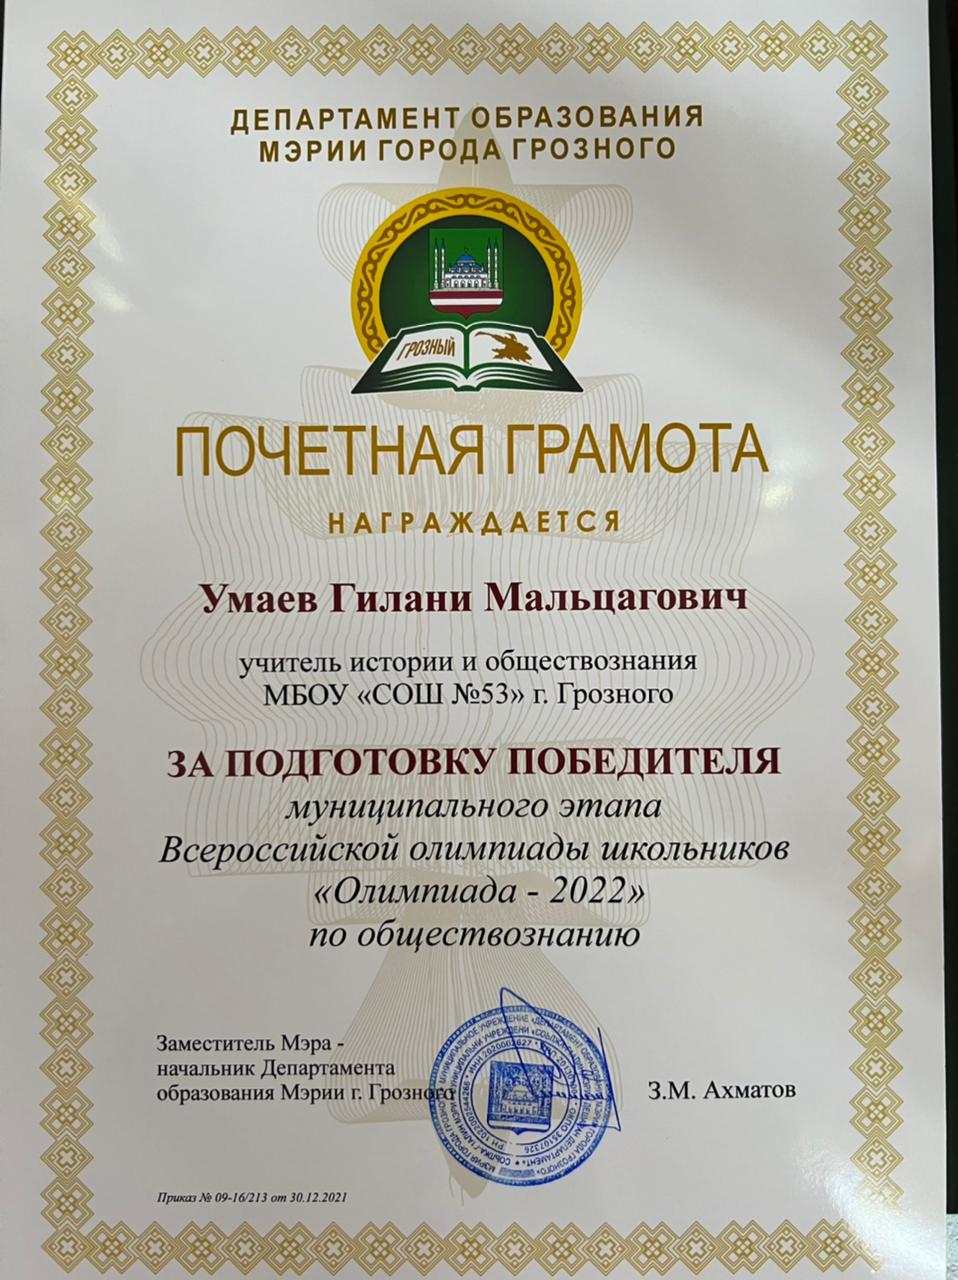 ДЕПАРТАМЕНТ ОБРАЗОВАНИЯ
МЭРИИ ГОРОДА ГРОЗНОГО
ГРОЗНЫЙ
ПОЧЕТНАЯ ГРАМОТА
НАГРАЖДАЕТСЯ
Умаев Гилани Мальцагович
учитель истории и обществознания
МБОУ «СОШ №53» г. Грозного
ЗА ПОДГОТОВКУ ПОБЕДИТЕЛЯ
муниципального этапа
Всероссийской олимпиады школьников
«Олимпиада - 2022»
по обществознанию
Заместитель Мэра -
начальник Департамента
образования Мэрии г. Грозного
З.М. Ахматов
Приказ № 09-16/213 от 30.12.2021